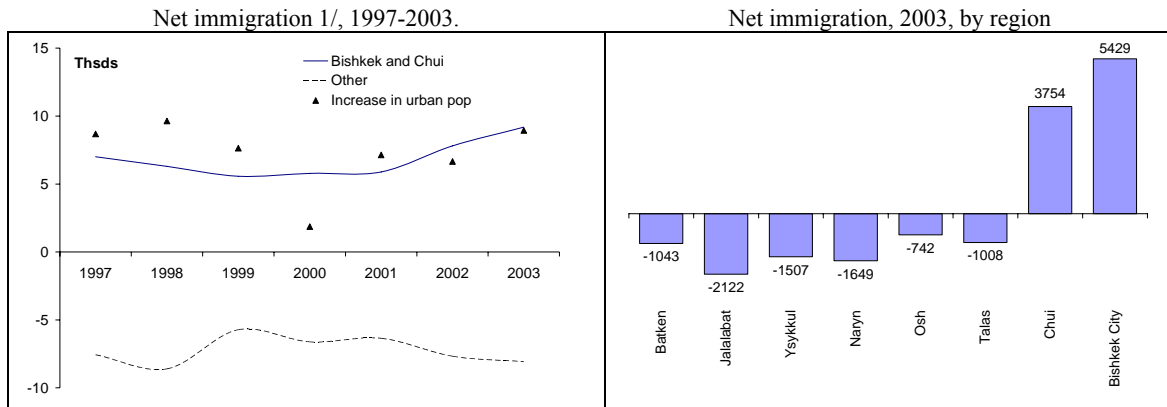 Net immigration 1/, 1997-2003.
Net immigration, 2003, by region
15
10
5
0
-5
-10
Thsds
Bishkek and Chui
Other
Increase in urban pop
1997 1998 1999 2000 2001 2002 2003
5429
3754
-1043
-2122
-1507
-1649
-742
-1008
Batken
Jalalabat
Ysykkul
Naryn
Osh
Talas
Chui
Bishkek City